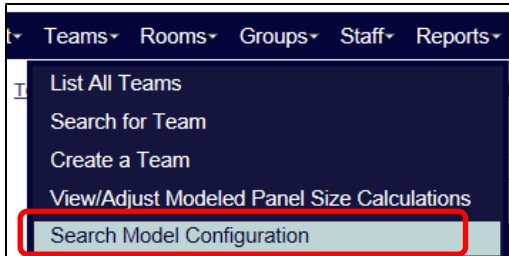 Teams Rooms Groups Staff Reports
List All Teams
Search for Team
Create a Team
View/Adjust Modeled Panel Size Calculations
Search Model Configuration